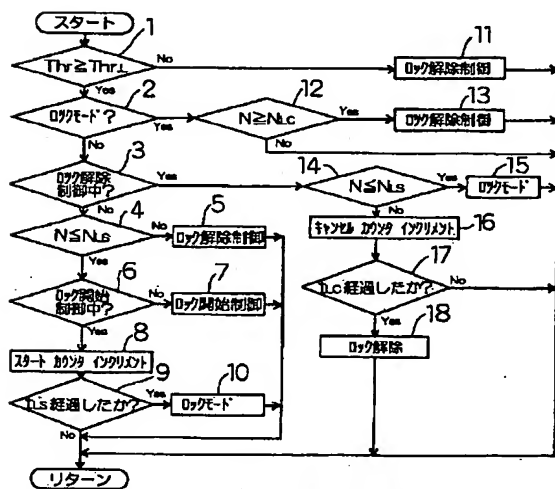 スタート
1
Thr≧Thr⊥
No
Yes
11
ロック解除制御
2
ロックモード?
Yes
No
12
N≧NLC
Yes
No
13
ロック解除制御
3
ロック解除
制御中?
Yes
No
14
N≦NLS
Yes
No
15
ロックモード
4
N≦NLS
No
Yes
5
ロック解除制御
16
キャンセル カウンタ インクリメント
6
ロック開始
制御中?
No
Yes
7
ロック開始制御
17
経過したか?
No
Yes
8
スタート カウンタ インクリメント
18
ロック解除
9
経過したか?
Yes
No
10
ロックモード
リターン